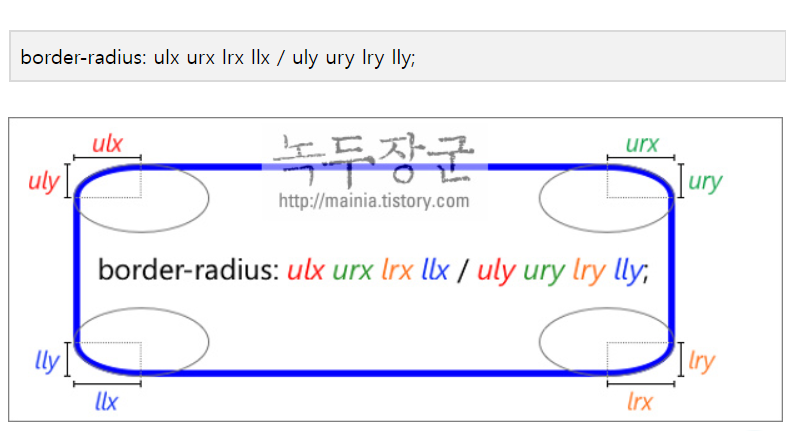 border-radius: ulx urx lrx llx / uly ury lry lly;
ulx
urx
녹두장군
uly
ury
http://mainia.tistory.com
border-radius: ulx urx lrx llx / uly ury lry lly;
lly
lry
llx
lrx